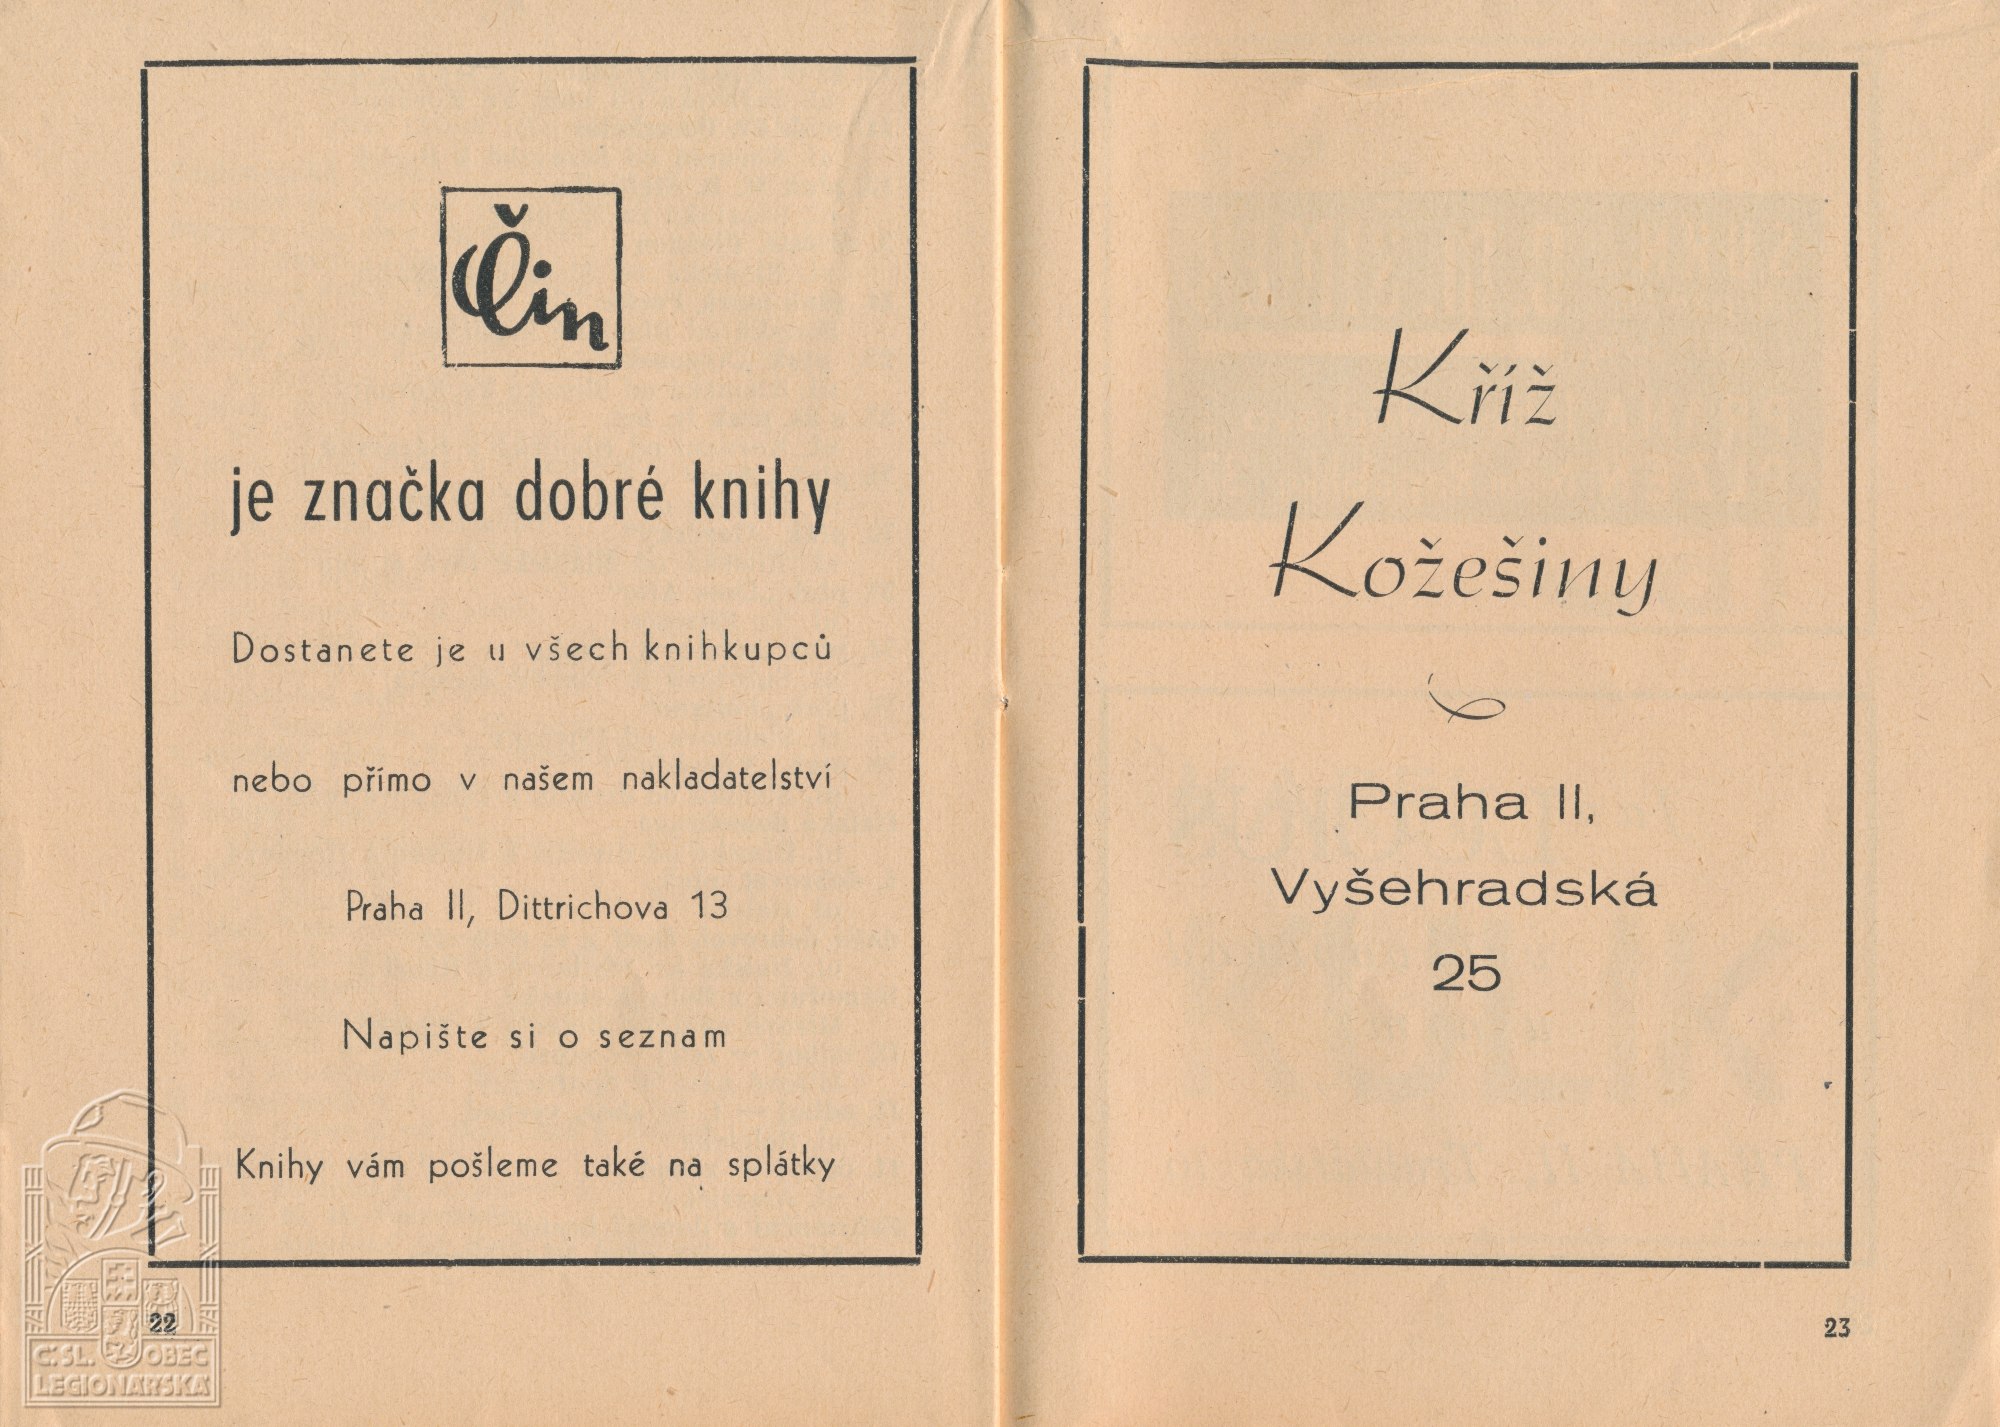 Čin
je značka dobré knihy
Dostanete je u všech knihkupců
nebo přímo v našem nakladatelství
Praha II, Dittrichova 13
Napište si o seznam
Knihy vám pošleme také na splátky
22
Č.SL. OBEC
LEGIONÁŘSKÁ
Kříž
Kožešiny
Praha II,
Vyšehradská
25
23